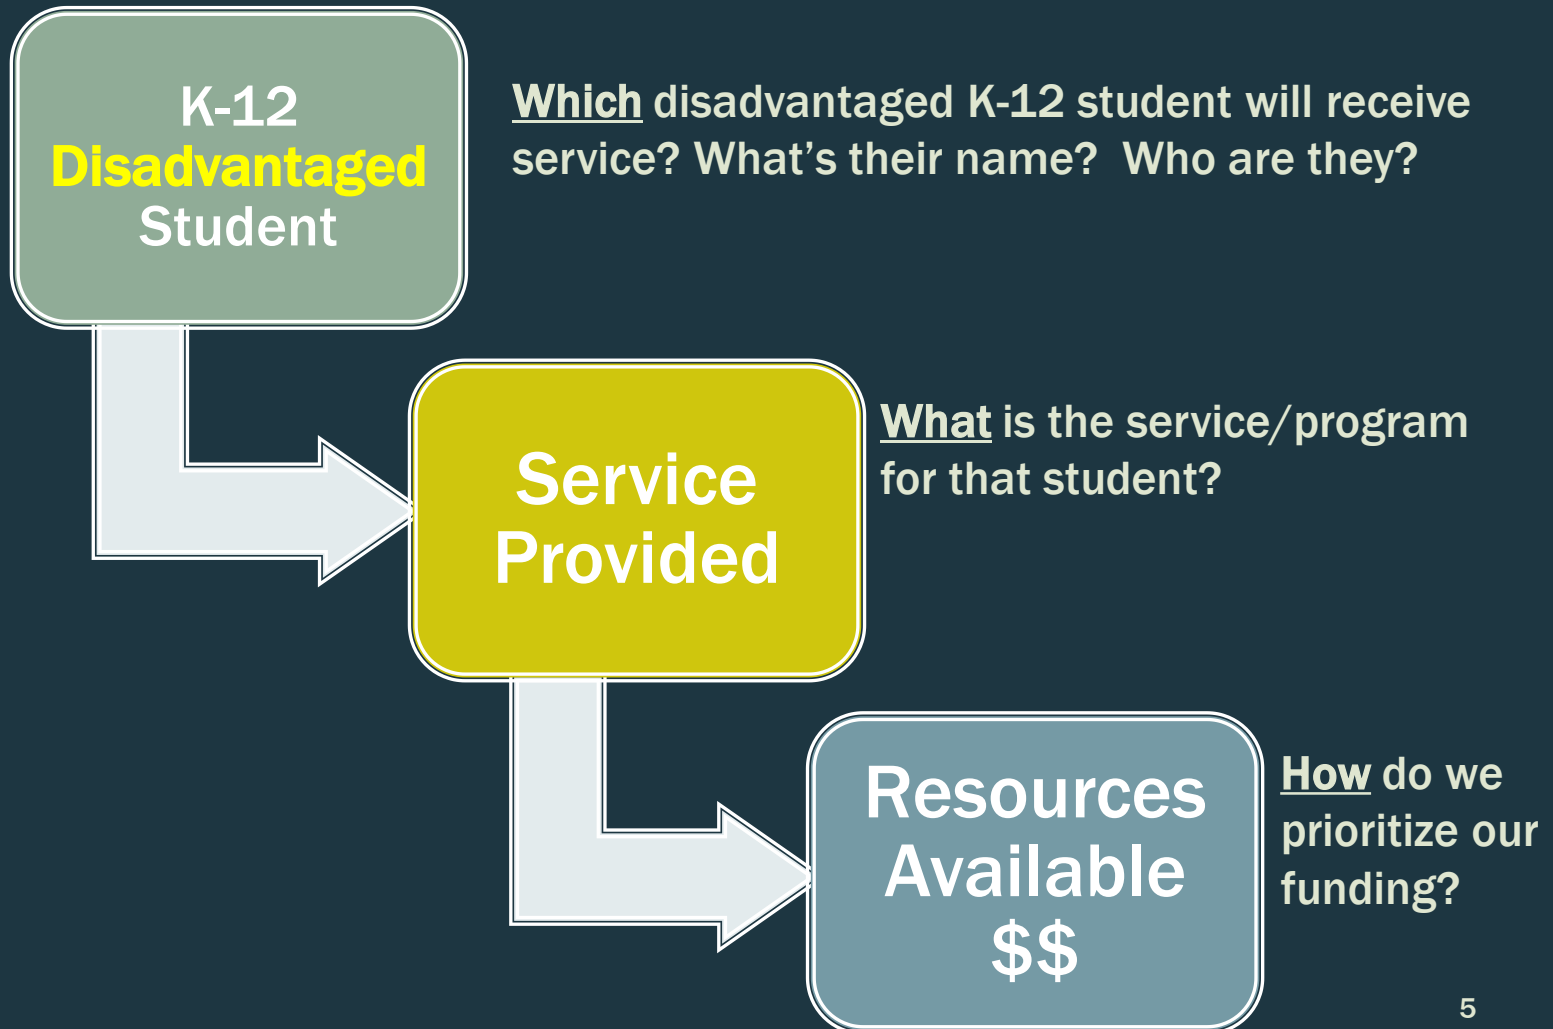 K-12
Disadvantaged
Student
Which disadvantaged K-12 student will receive
service? What’s their name?  Who are they?
Service
Provided
What is the service/program
for that student?
Resources
Available
$$
How do we
prioritize our
funding?
5